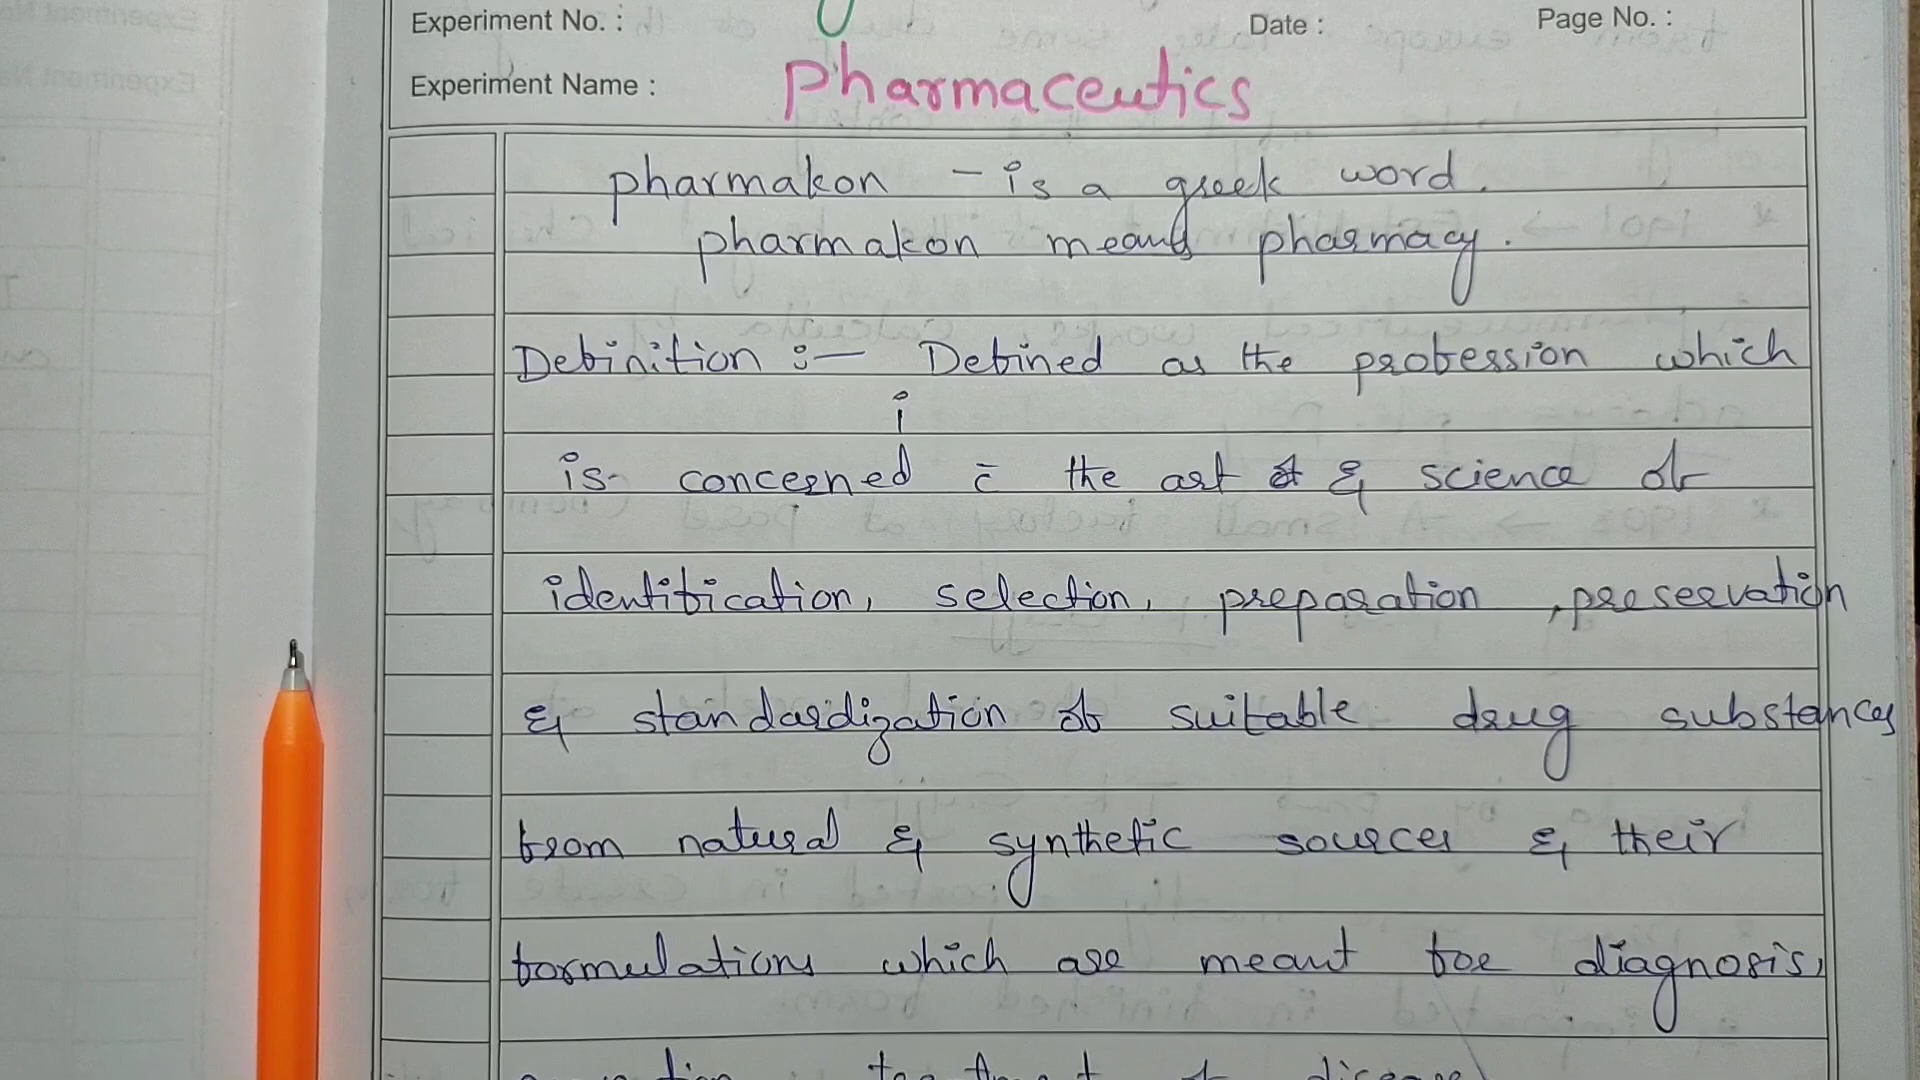 Experiment No. :
Date :
Page No. :
Experiment Name :
Pharmaceutics
pharmakon - is a greek word.
pharmakon means pharmacy.
Definition :- Defined as the profession which
is concerned c̄ the art & science of
identification, selection, preparation, preservation
& standardization of suitable drug substances
from natural & synthetic sources & their
formulations which are meant for diagnosis,
of disease